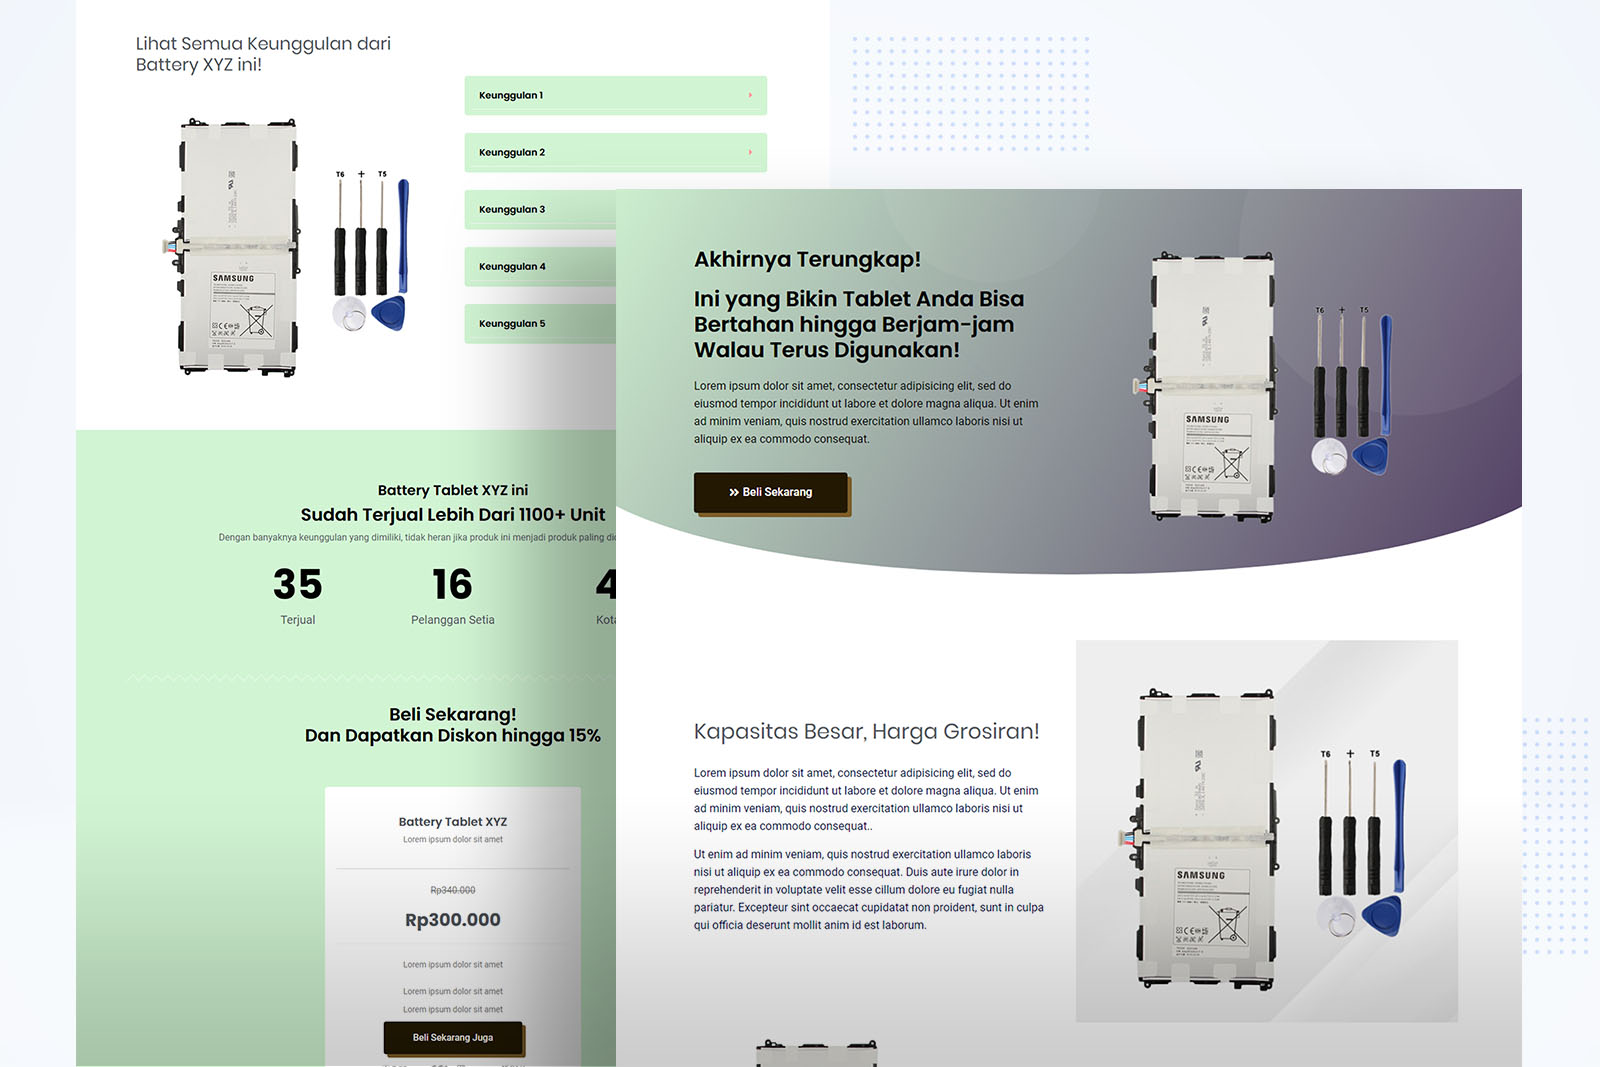 Lihat Semua Keunggulan dari
Battery XYZ ini!
T6 + T5
SAMSUNG
Keunggulan 1
Keunggulan 2
Keunggulan 3
Keunggulan 4
Keunggulan 5
Battery Tablet XYZ ini
Sudah Terjual Lebih Dari 1100+ Unit
Dengan banyaknya keunggulan yang dimiliki, tidak heran jika produk ini menjadi produk paling
35
Terjual
16
Pelanggan Setia
4
Beli Sekarang!
Dan Dapatkan Diskon hingga 15%
Battery Tablet XYZ
Lorem ipsum dolor sit amet
Rp340.000
Rp300.000
Lorem ipsum dolor sit amet
Lorem ipsum dolor sit amet
Lorem ipsum dolor sit amet
Beli Sekarang Juga
Akhirnya Terungkap!
Ini yang Bikin Tablet Anda Bisa
Bertahan hingga Berjam-jam
Walau Terus Digunakan!
Lorem ipsum dolor sit amet, consectetur adipisicing elit, sed do
eiusmod tempor incididunt ut labore et dolore magna aliqua. Ut enim
ad minim veniam, quis nostrud exercitation ullamco laboris nisi ut
aliquip ex ea commodo consequat.
Beli Sekarang
T6 + T5
SAMSUNG
Kapasitas Besar, Harga Grosiran!
Lorem ipsum dolor sit amet, consectetur adipisicing elit, sed do
eiusmod tempor incididunt ut labore et dolore magna aliqua. Ut enim
ad minim veniam, quis nostrud exercitation ullamco laboris nisi ut
aliquip ex ea commodo consequat..
Ut enim ad minim veniam, quis nostrud exercitation ullamco laboris
nisi ut aliquip ex ea commodo consequat. Duis aute irure dolor in
reprehenderit in voluptate velit esse cillum dolore eu fugiat nulla
pariatur. Excepteur sint occaecat cupidatat non proident, sunt in culpa
qui officia deserunt mollit anim id est laborum.
T6 + T5
SAMSUNG